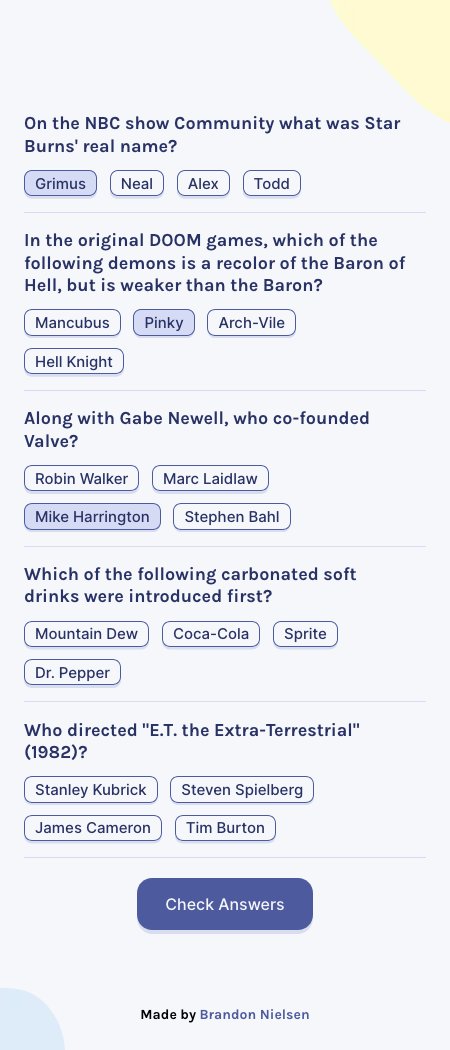 On the NBC show Community what was Star
Burns' real name?
Grimus Neal Alex Todd
In the original DOOM games, which of the
following demons is a recolor of the Baron of
Hell, but is weaker than the Baron?
Mancubus Pinky Arch-Vile
Hell Knight
Along with Gabe Newell, who co-founded
Valve?
Robin Walker Marc Laidlaw
Mike Harrington Stephen Bahl
Which of the following carbonated soft
drinks were introduced first?
Mountain Dew Coca-Cola Sprite
Dr. Pepper
Who directed "E.T. the Extra-Terrestrial"
(1982)?
Stanley Kubrick Steven Spielberg
James Cameron Tim Burton
Check Answers
Made by Brandon Nielsen